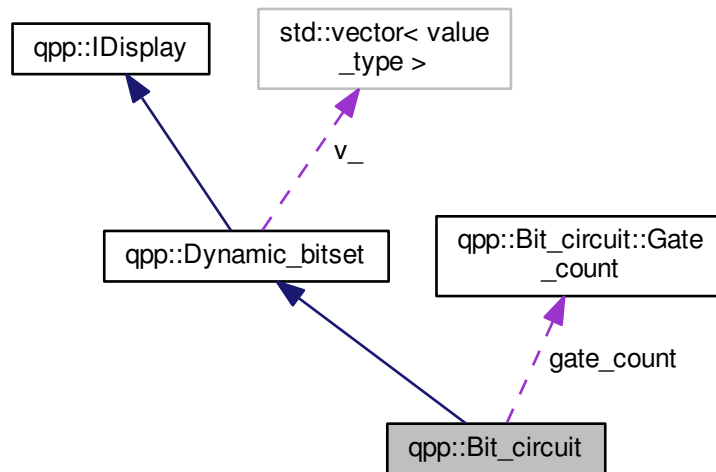 qpp::IDisplay
std::vector< value
_type >
v_
qpp::Dynamic_bitset
qpp::Bit_circuit::Gate
_count
gate_count
qpp::Bit_circuit